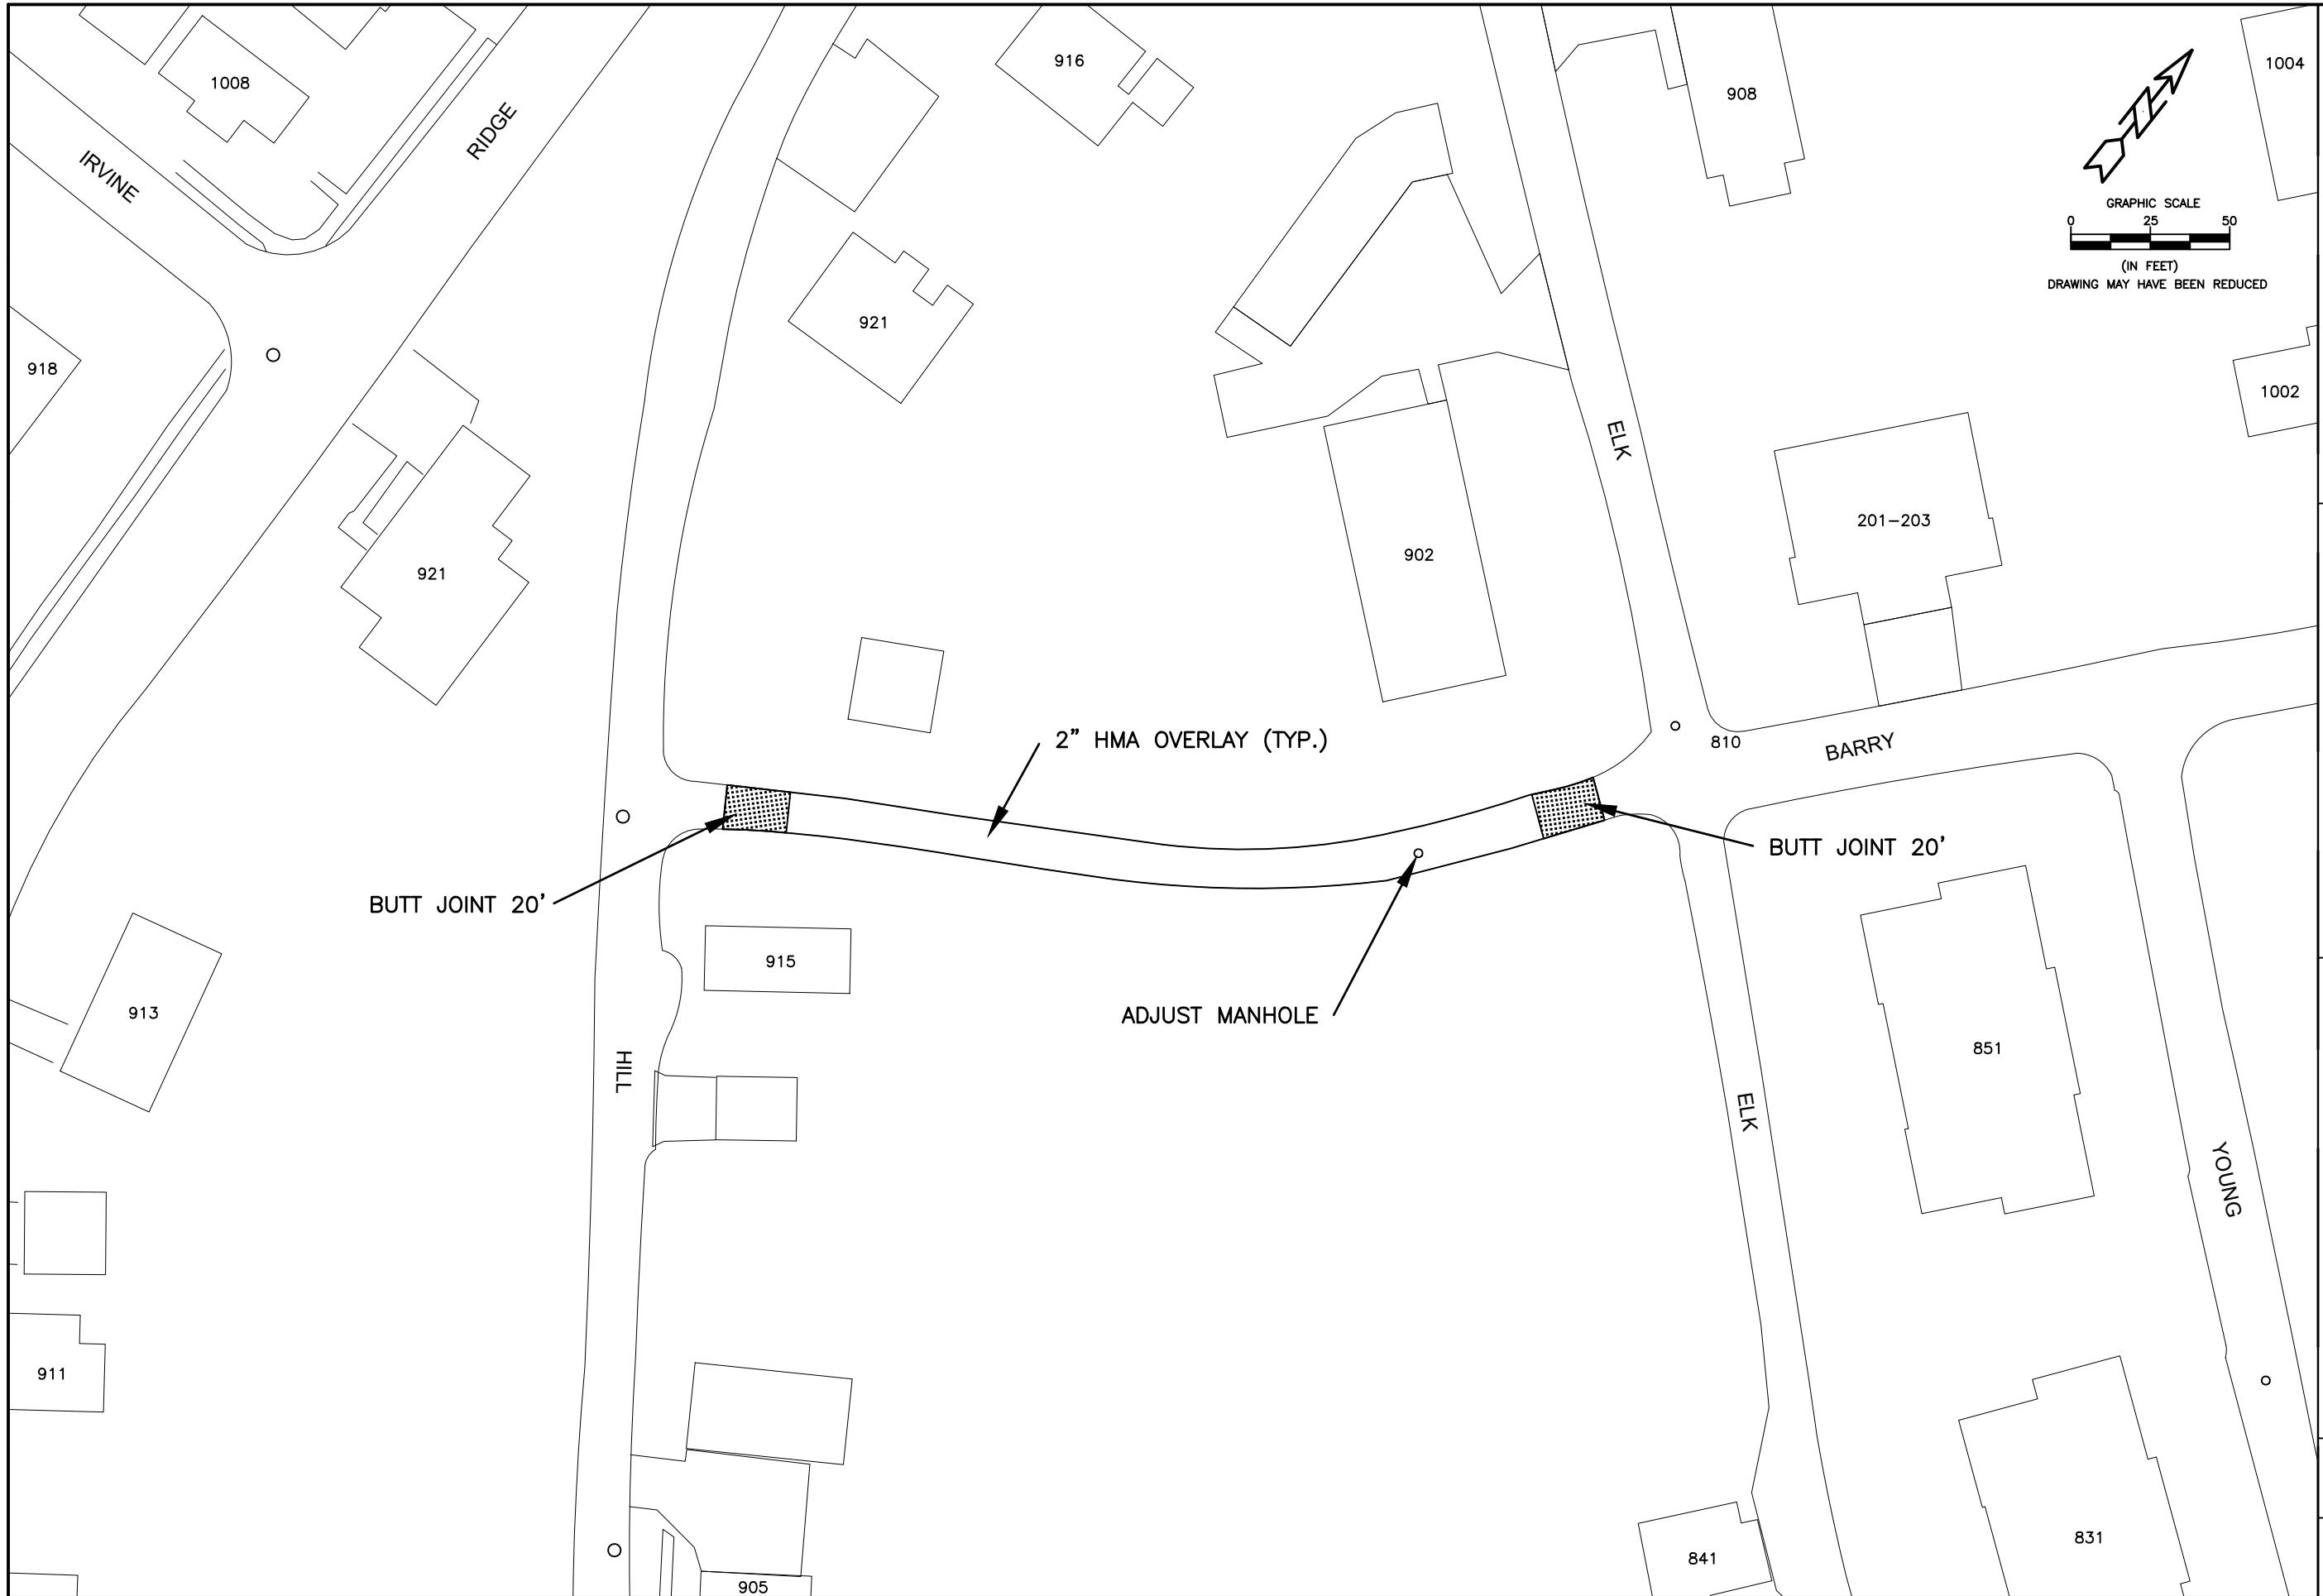 1008
IRVINE
RIDGE
916
908
1004
GRAPHIC SCALE
0 25 50
(IN FEET)
DRAWING MAY HAVE BEEN REDUCED
918
921
921
ELK
1002
201-203
902
2" HMA OVERLAY (TYP.)
810
BARRY
BUTT JOINT 20'
BUTT JOINT 20'
915
ADJUST MANHOLE
913
HILL
851
ELK
YOUNG
911
905
841
831